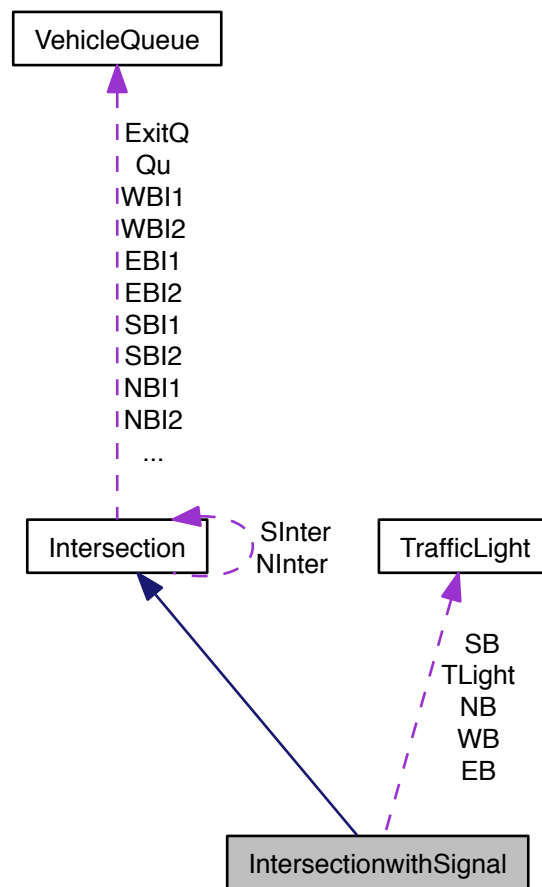 VehicleQueue
ExitQ
Qu
WBI1
WBI2
EBI1
EBI2
SBI1
SBI2
NBI1
NBI2
...
Intersection
SInter
NInter
TrafficLight
SB
TLight
NB
WB
EB
IntersectionwithSignal